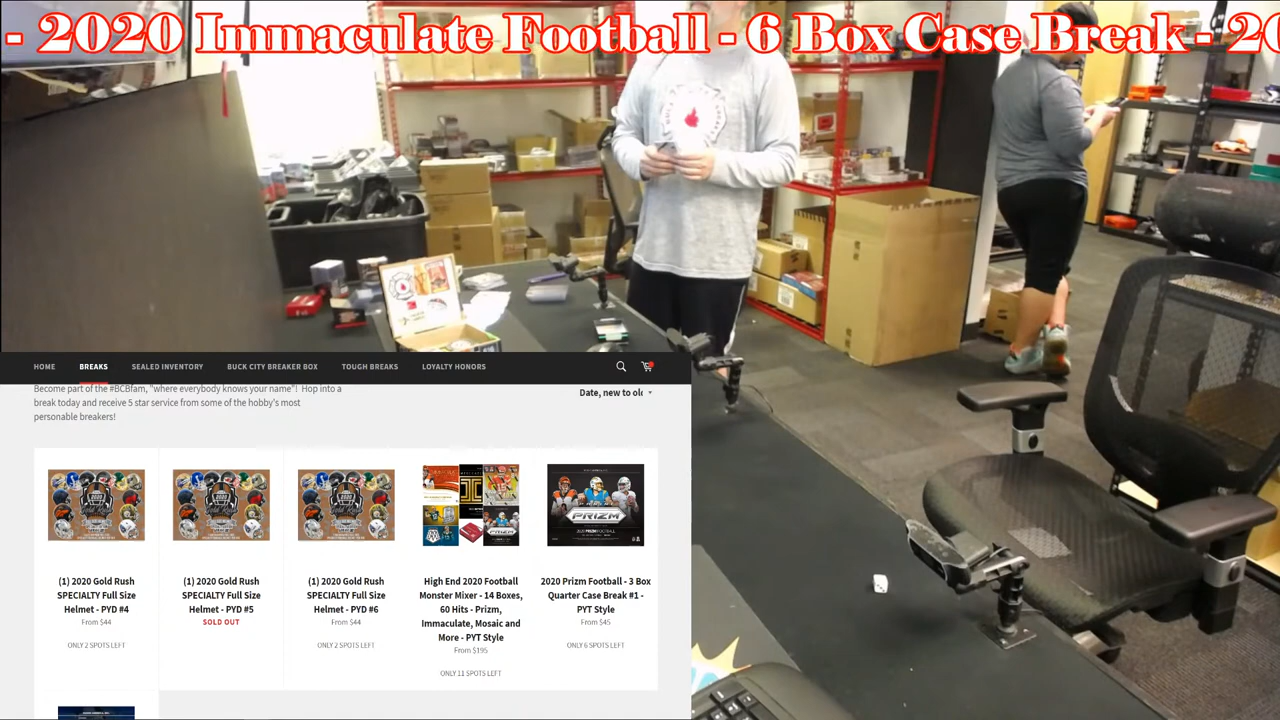 - 2020 Immaculate Football - 6 Box Case Break - 20
HOME BREAKS SEALED INVENTORY BUCK CITY BREAKER BOX TOUGH BREAKS LOYALTY HONORS
Become part of the #BCBfam, "where everybody knows your name"! Hop into a
break today and receive 5 star service from some of the hobby's most
personable breakers!
Date, new to old
PRIZM
(1) 2020 Gold Rush
SPECIALTY Full Size
Helmet - PYD #4
From $44
ONLY 2 SPOTS LEFT
(1) 2020 Gold Rush
SPECIALTY Full Size
Helmet - PYD #5
SOLD OUT
(1) 2020 Gold Rush
SPECIALTY Full Size
Helmet - PYD #6
From $44
ONLY 2 SPOTS LEFT
High End 2020 Football
Monster Mixer - 14 Boxes,
60 Hits - Prizm,
Immaculate, Mosaic and
More - PYT Style
From $195
ONLY 11 SPOTS LEFT
2020 Prizm Football - 3 Box
Quarter Case Break #1 -
PYT Style
From $45
ONLY 6 SPOTS LEFT